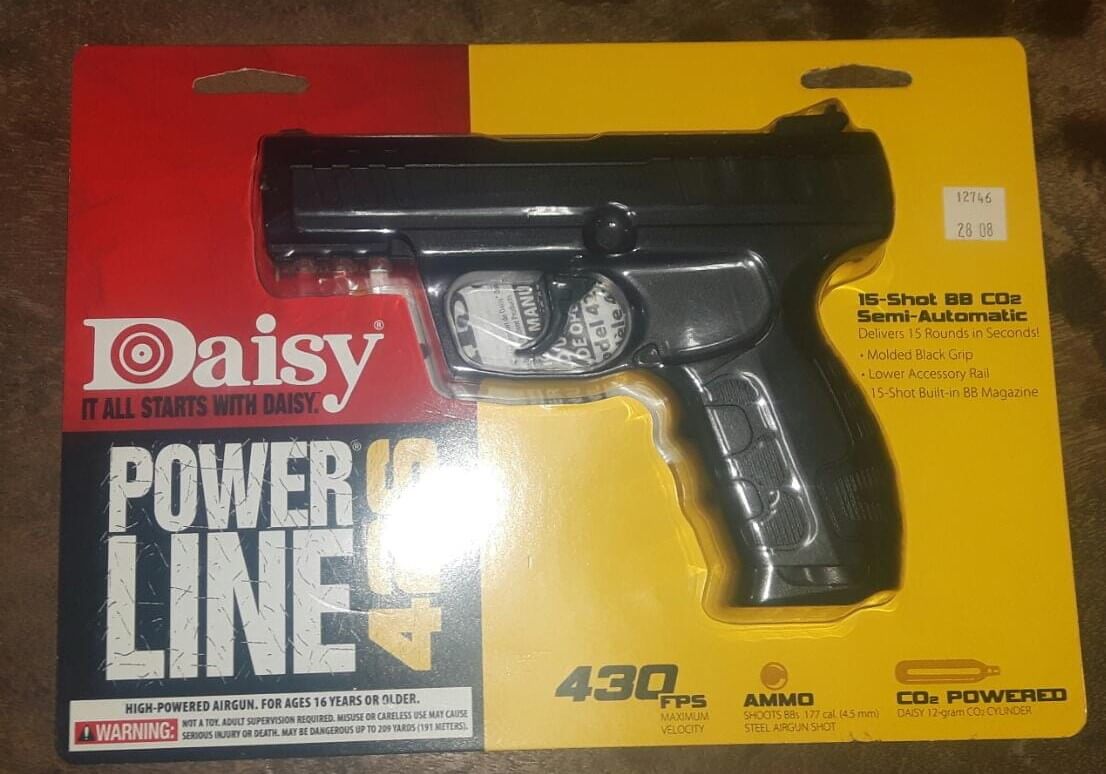 Daisy®
IT ALL STARTS WITH DAISY.™
POWER®
LINE
HIGH-POWERED AIRGUN. FOR AGES 16 YEARS OR OLDER.
WARNING: NOT A TOY. ADULT SUPERVISION REQUIRED. MISUSE OR CARELESS USE MAY CAUSE
SERIOUS INJURY OR DEATH. MAY BE DANGEROUS UP TO 209 YARDS (191 METERS).
MANU
12746
28 08
15-Shot BB CO2
Semi-Automatic
Delivers 15 Rounds in Seconds!
• Molded Black Grip
• Lower Accessory Rail
15-Shot Built-in BB Magazine
430 FPS
MAXIMUM
VELOCITY
AMMO
SHOOTS BBs .177 cal. (4.5 mm)
STEEL AIRGUN SHOT
CO2 POWERED
DAISY 12-gram CO2 CYLINDER